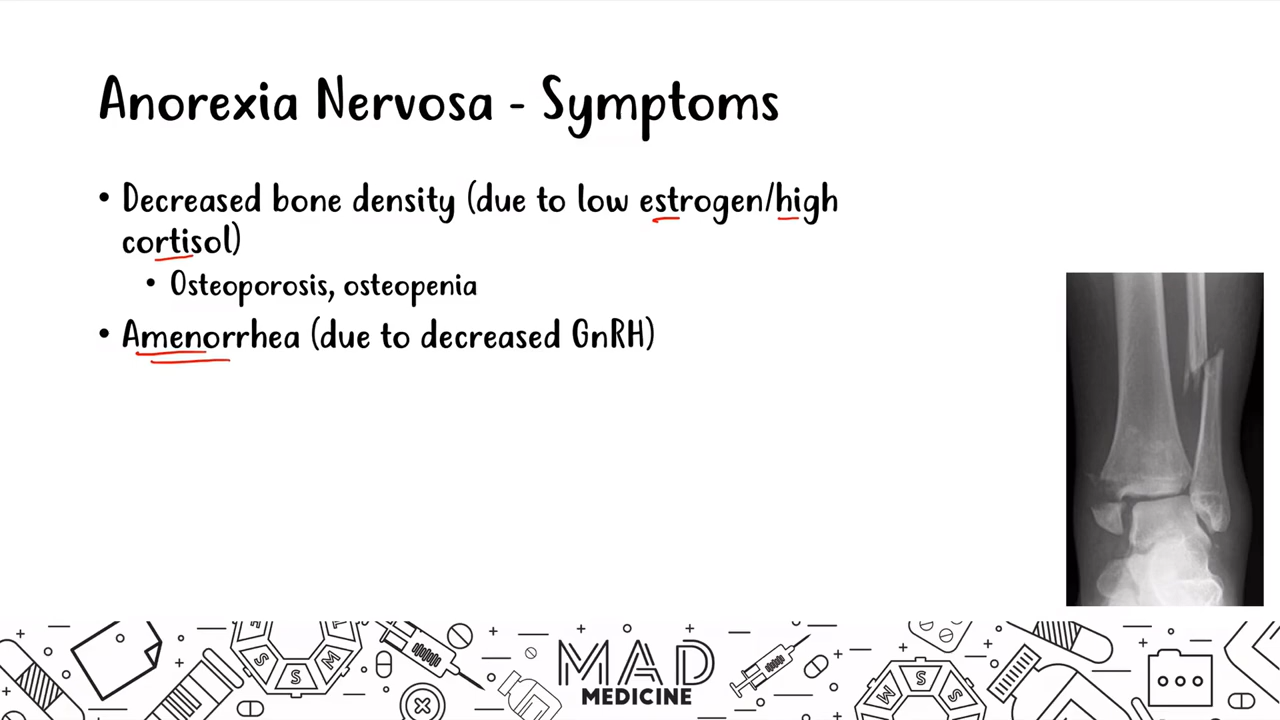 Anorexia Nervosa - Symptoms
• Decreased bone density (due to low estrogen/high
cortisol)
• Osteoporosis, osteopenia
• Amenorrhea (due to decreased GnRH)
S
S
M
MAD
MEDICINE
M
S
S